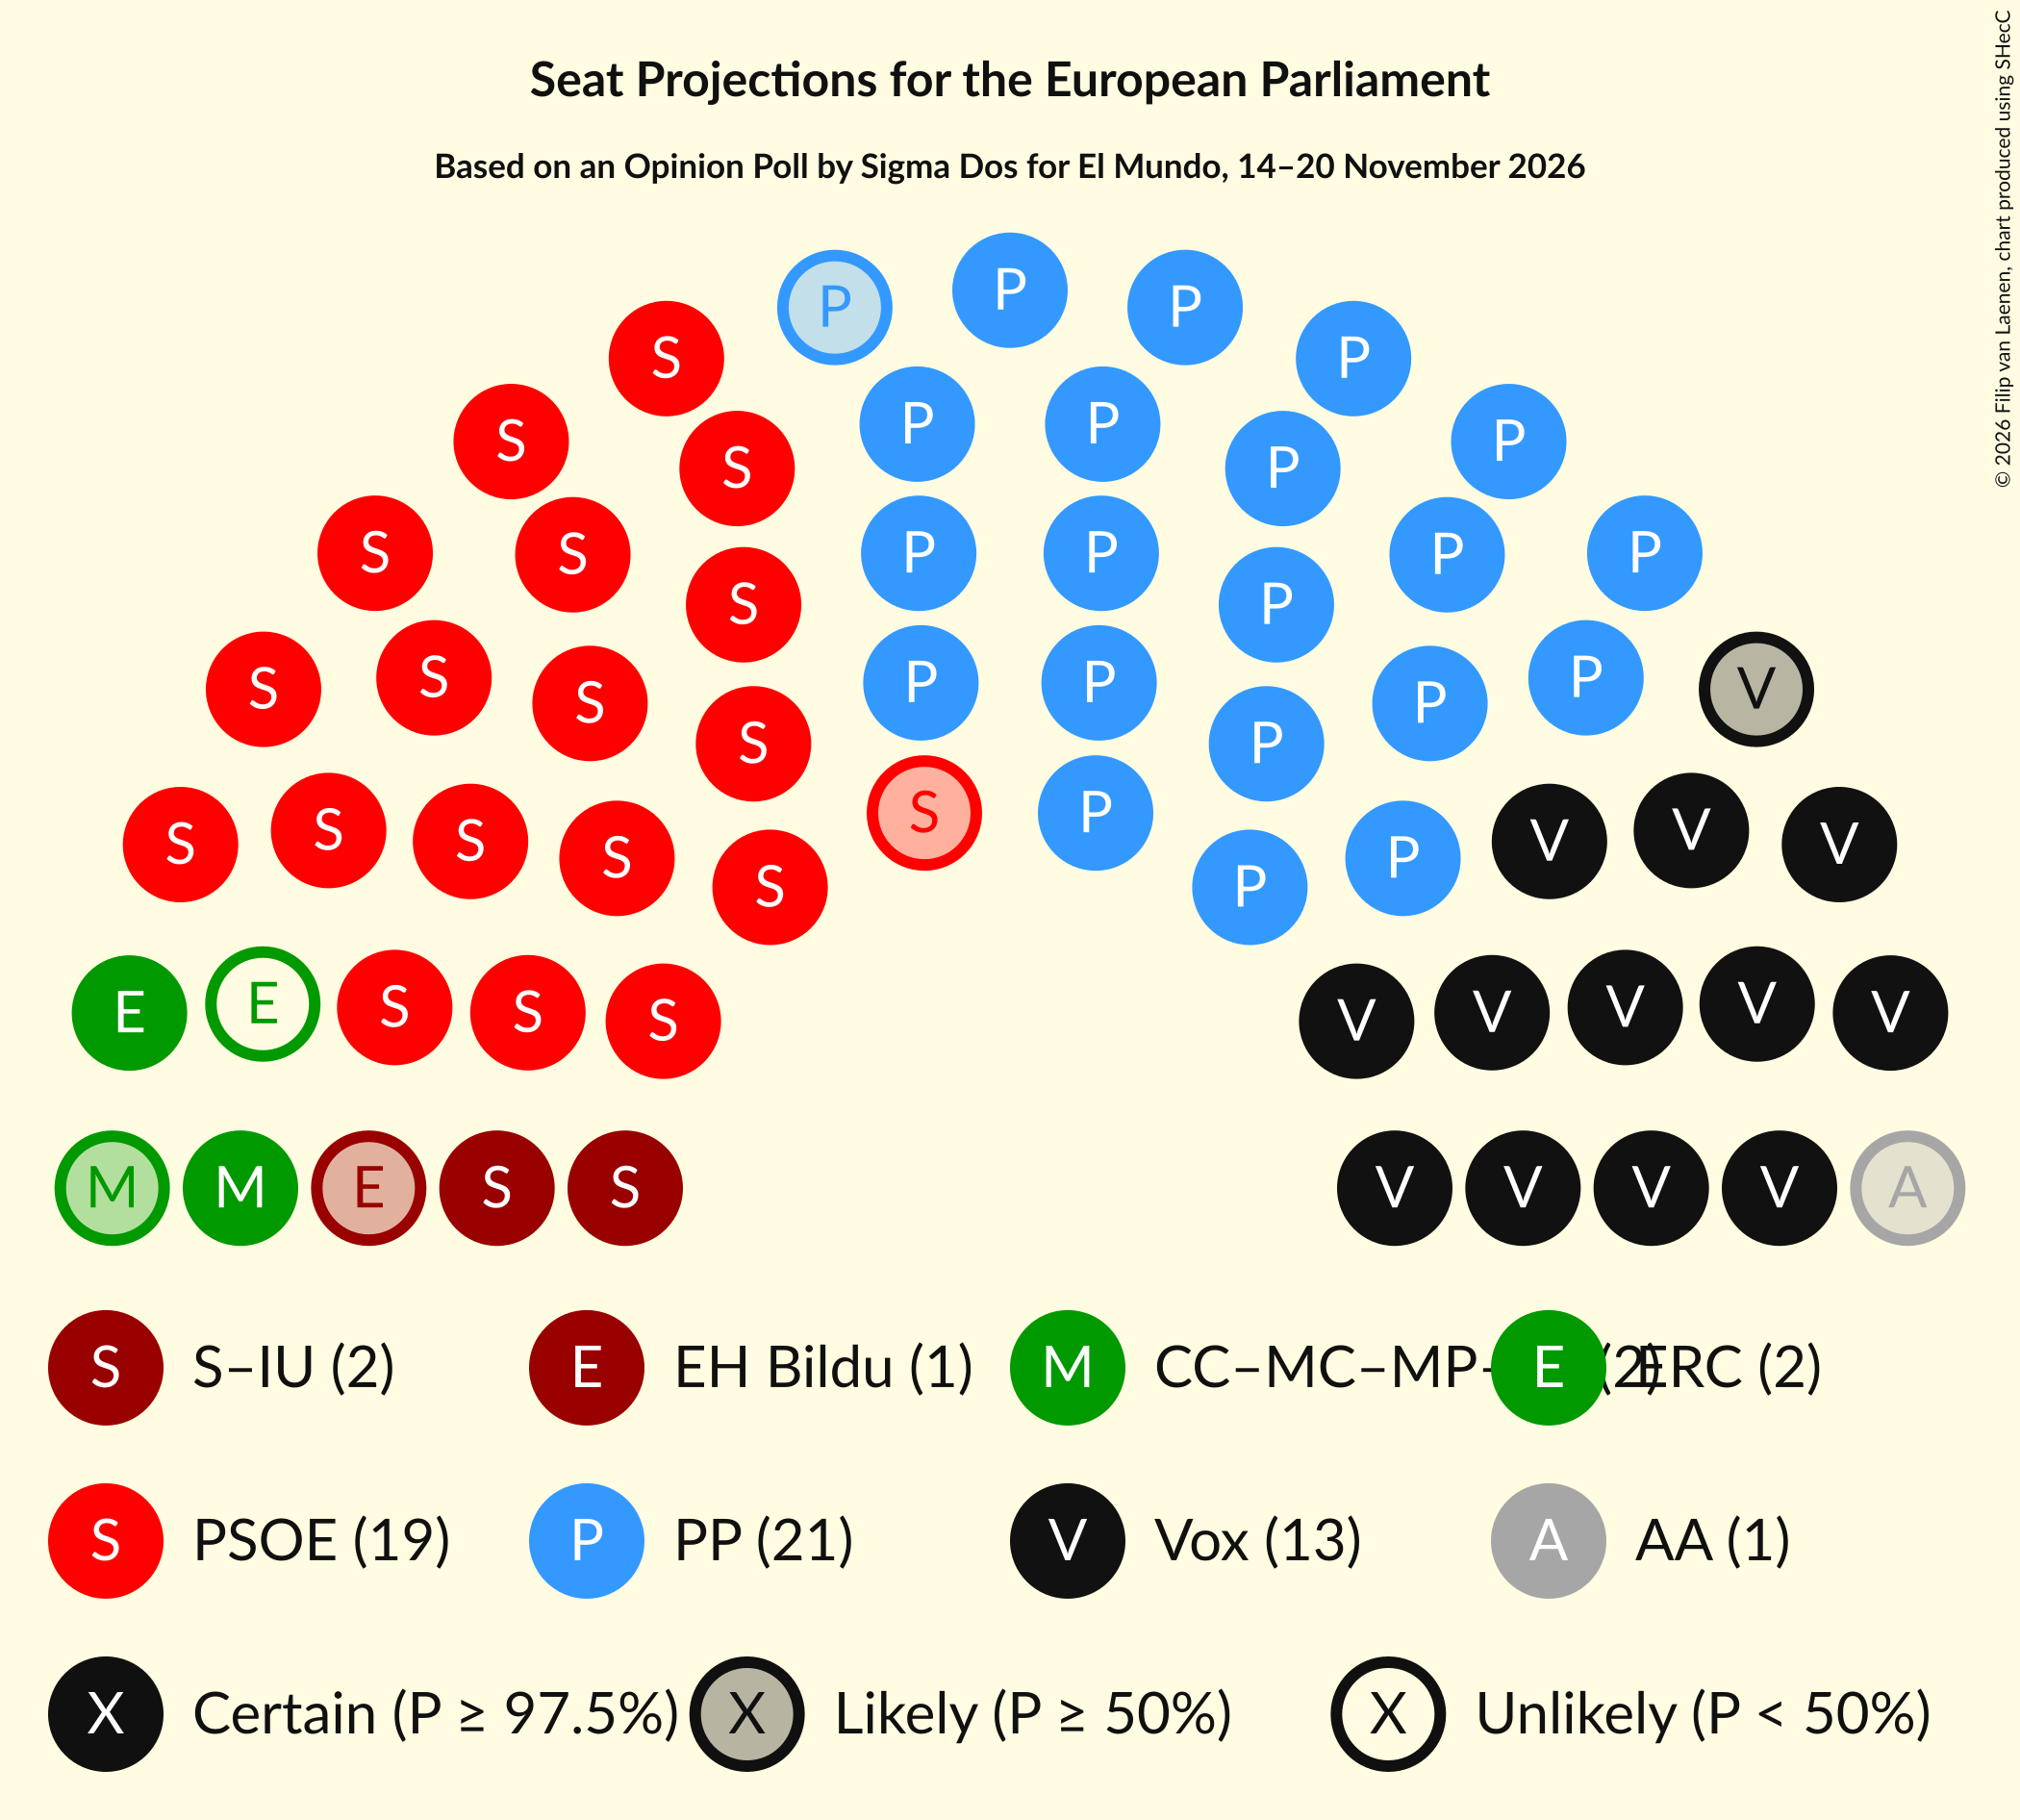 Seat Projections for the European Parliament
Based on an Opinion Poll by Sigma Dos for El Mundo, 14–20 November 2026
© 2026 Filip van Laenen, chart produced using SHecC
P
P P
S P
P
S P
S P P S P
S P P P
S S P P P P
S P
S P
S P P S P
S P
S P
S P V
S P
S P V V V
S S S P
S P
E E S S S V V V V V
M M E S S V V V V A
S S–IU (2) E EH Bildu (1) M CC–MC–MP– (2) E ERC (2)
S PSOE (19) P PP (21) V Vox (13) A AA (1)
X Certain (P ≥ 97.5%) X Likely (P ≥ 50%) X Unlikely (P < 50%)